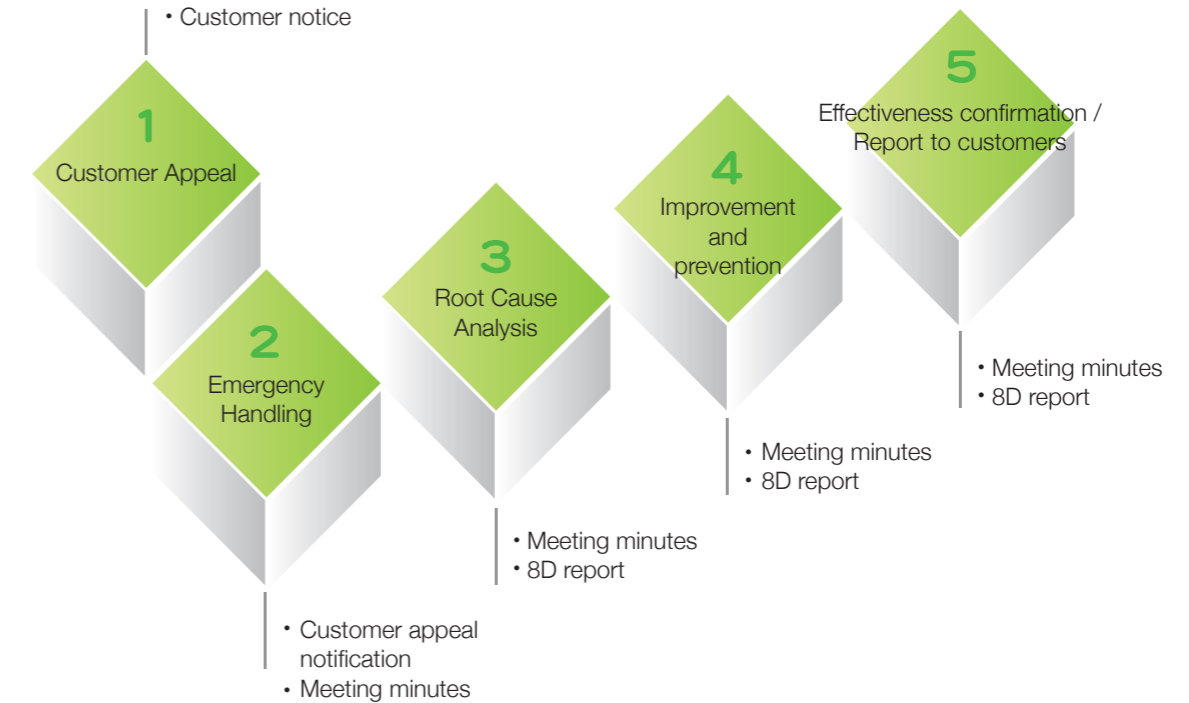 • Customer notice
1
Customer Appeal
2
Emergency
Handling
• Customer appeal
notification
• Meeting minutes
3
Root Cause
Analysis
• Meeting minutes
• 8D report
4
Improvement
and
prevention
• Meeting minutes
• 8D report
5
Effectiveness confirmation /
Report to customers
• Meeting minutes
• 8D report